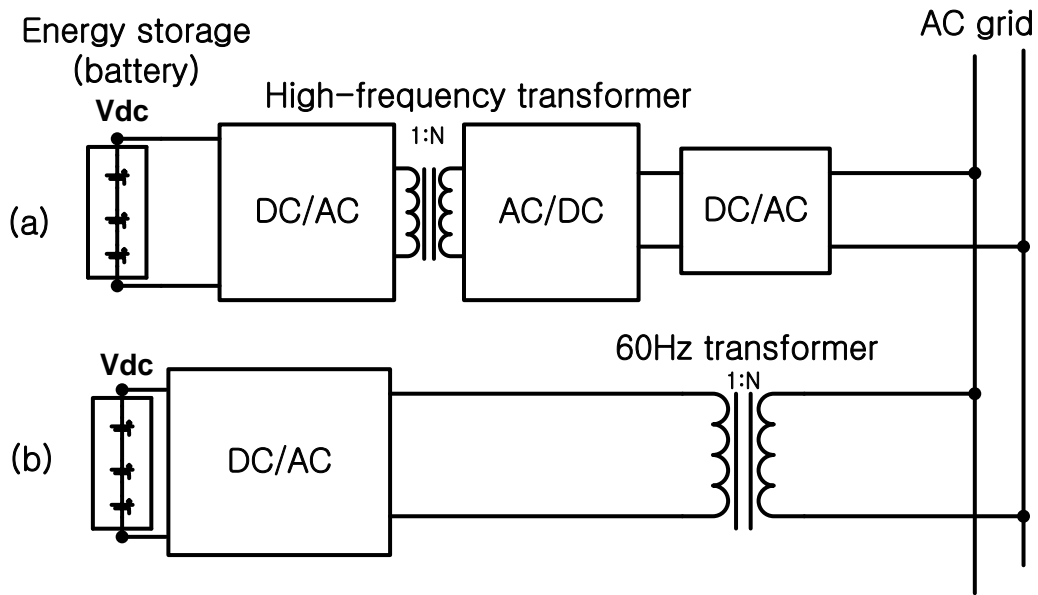 AC grid
Energy storage
(battery)
Vdc
High-frequency transformer
1:N
(a)
DC/AC
AC/DC
DC/AC
60Hz transformer
Vdc
1:N
(b)
DC/AC